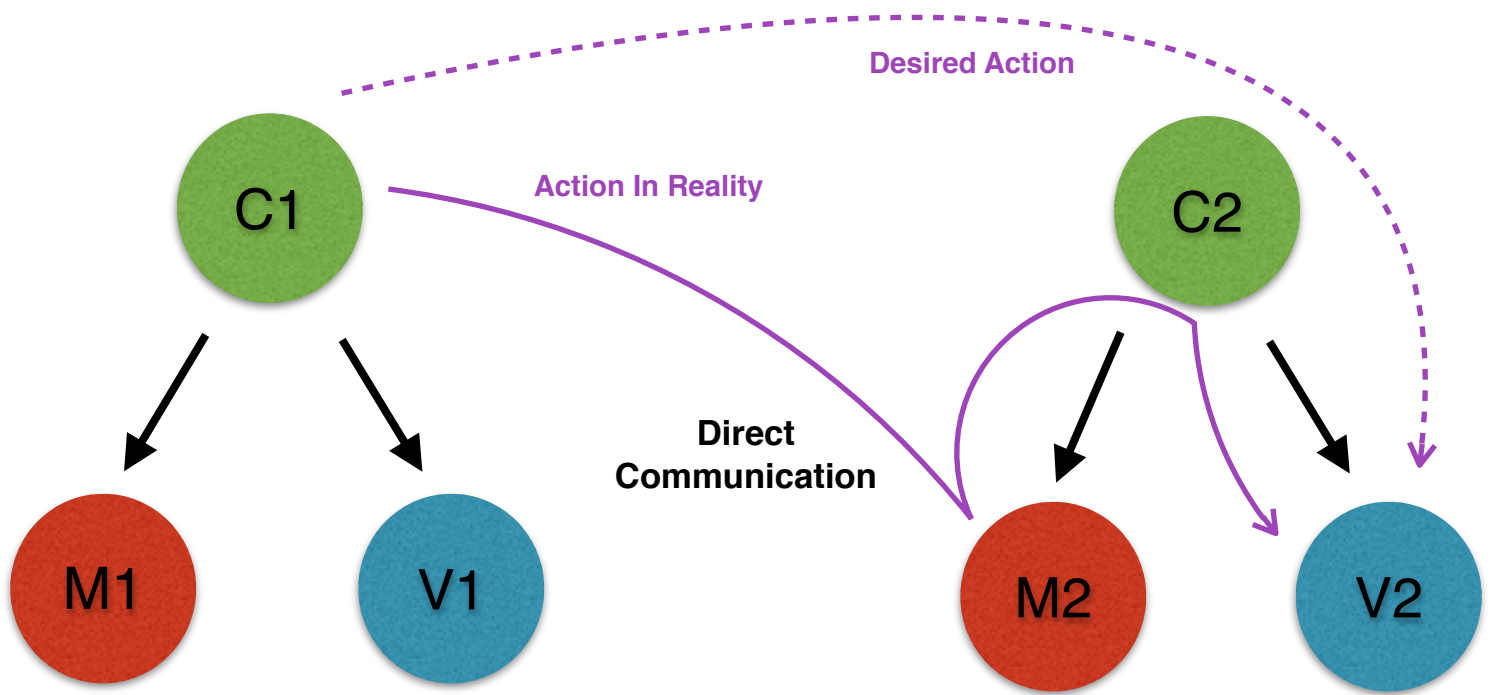 Desired Action
Action In Reality
C1
C2
Direct
Communication
M1
V1
M2
V2